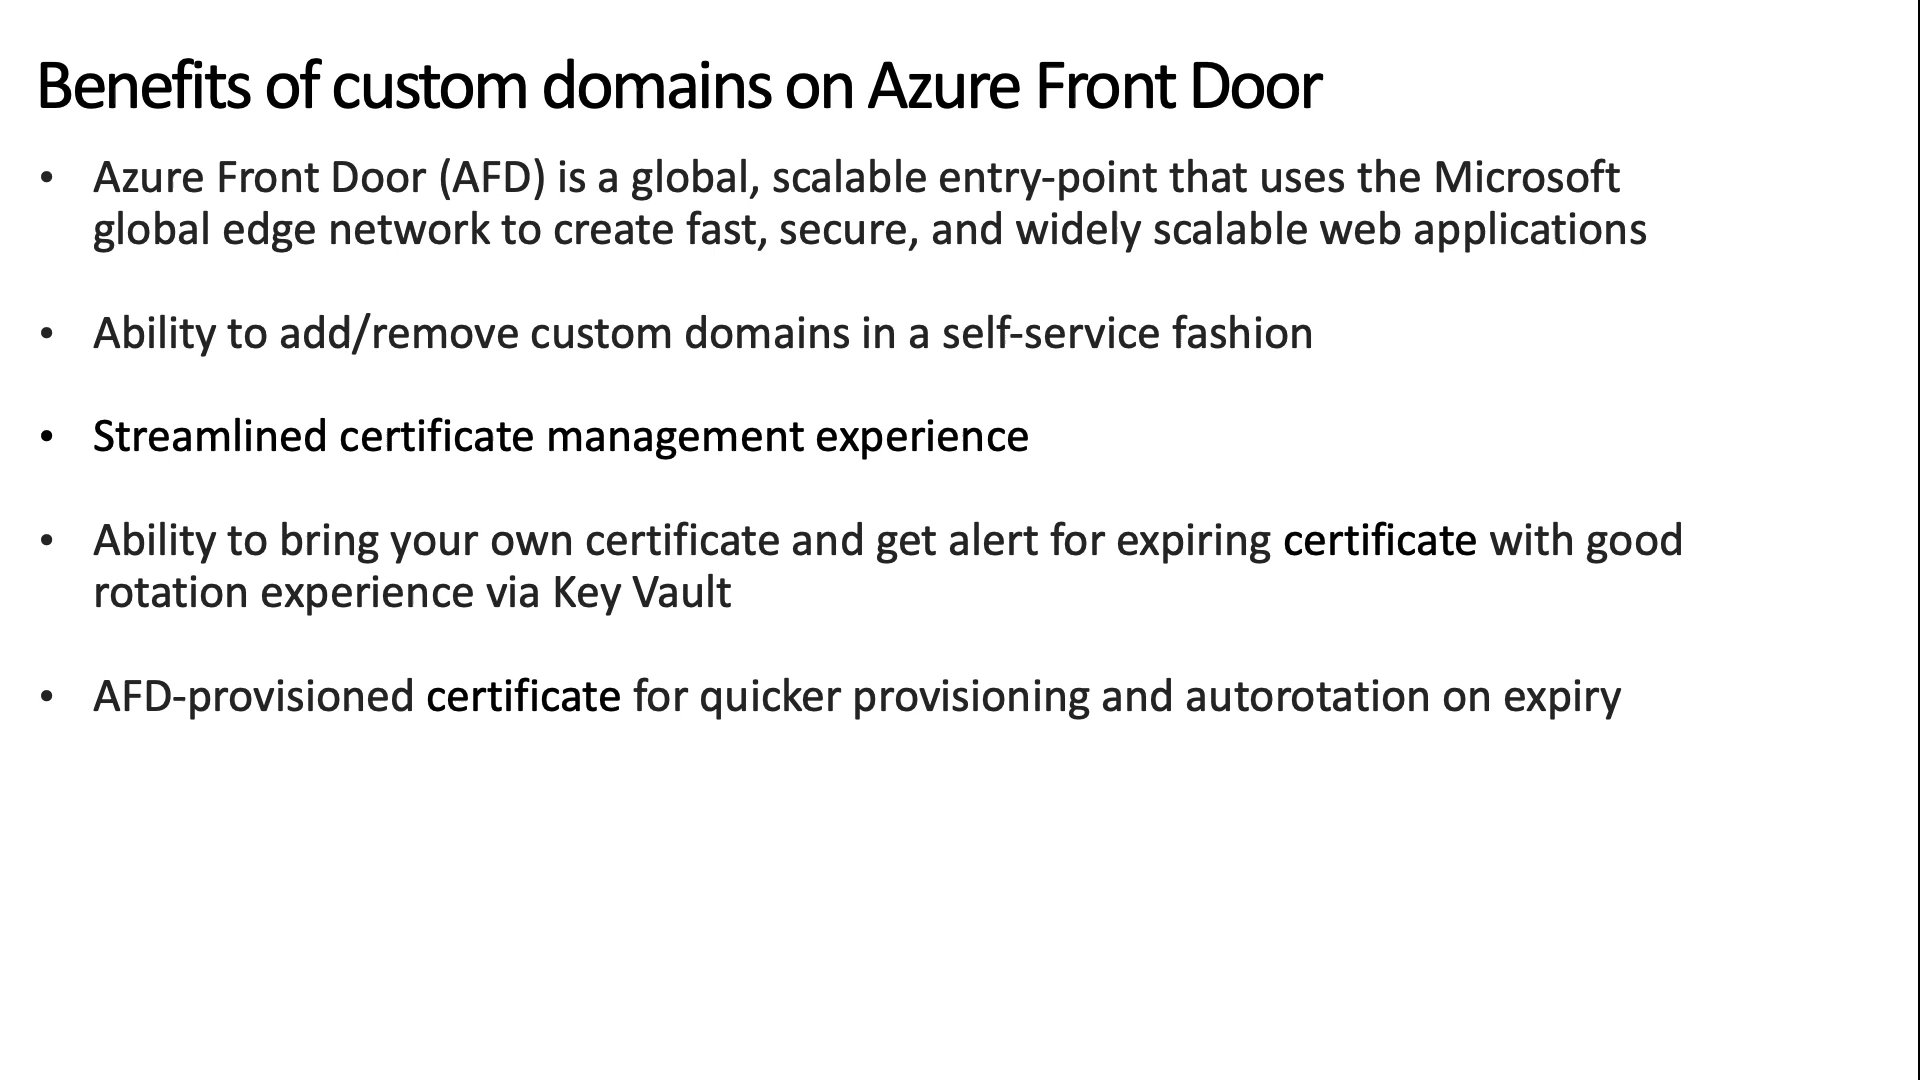 Benefits of custom domains on Azure Front Door
• Azure Front Door (AFD) is a global, scalable entry-point that uses the Microsoft
global edge network to create fast, secure, and widely scalable web applications
• Ability to add/remove custom domains in a self-service fashion
• Streamlined certificate management experience
• Ability to bring your own certificate and get alert for expiring certificate with good
rotation experience via Key Vault
• AFD-provisioned certificate for quicker provisioning and autorotation on expiry